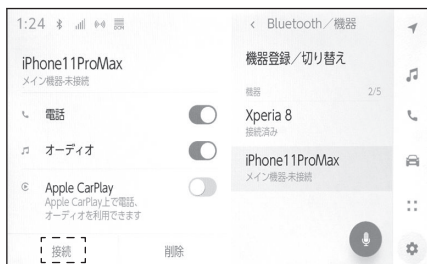 1:24
iPhone11ProMax
メイン機器·未接続
電話
オーディオ
Apple CarPlay
Apple CarPlay上で電話、
オーディオを利用できます
接続
削除
Bluetooth／機器
機器登録／切り替え
機器 2/5
Xperia 8
接続済み
iPhone11ProMax
メイン機器·未接続